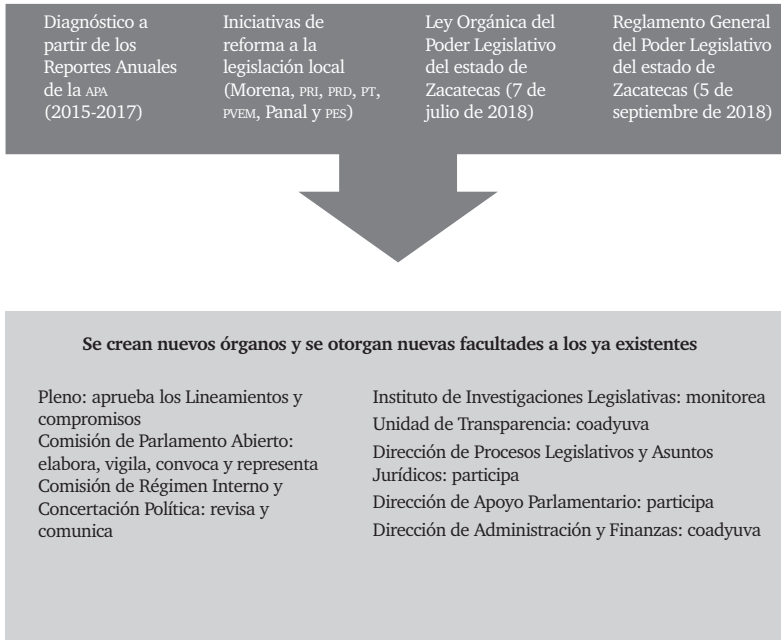 Diagnóstico a
partir de los
Reportes Anuales
de la APA
(2015-2017)
Iniciativas de
reforma a la
legislación local
(Morena, PRI, PRD, PT,
PVEM, Panal y PES)
Ley Orgánica del
Poder Legislativo
del estado de
Zacatecas (7 de
julio de 2018)
Reglamento General
del Poder Legislativo
del estado de
Zacatecas (5 de
septiembre de 2018)
Se crean nuevos órganos y se otorgan nuevas facultades a los ya existentes
Pleno: aprueba los Lineamientos y
compromisos
Comisión de Parlamento Abierto:
elabora, vigila, convoca y representa
Comisión de Régimen Interno y
Concertación Política: revisa y
comunica
Instituto de Investigaciones Legislativas: monitorea
Unidad de Transparencia: coadyuva
Dirección de Procesos Legislativos y Asuntos
Jurídicos: participa
Dirección de Apoyo Parlamentario: participa
Dirección de Administración y Finanzas: coadyuva